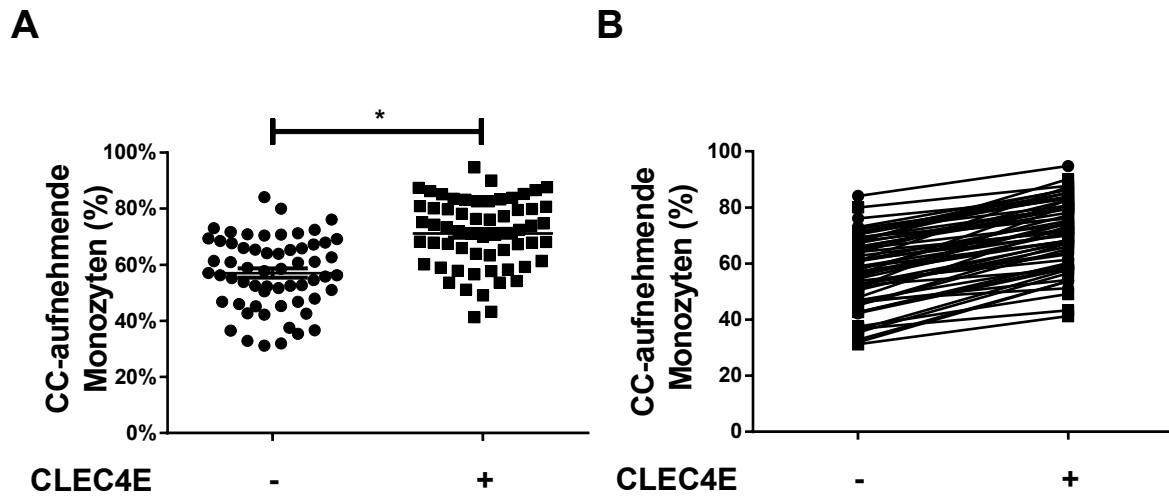 A
B
*
CC-aufnehmende
Monozyten (%)
100%
80%
60%
40%
20%
0%
CLEC4E - +
CC-aufnehmende
Monozyten (%)
100
80
60
40
20
0
CLEC4E - +